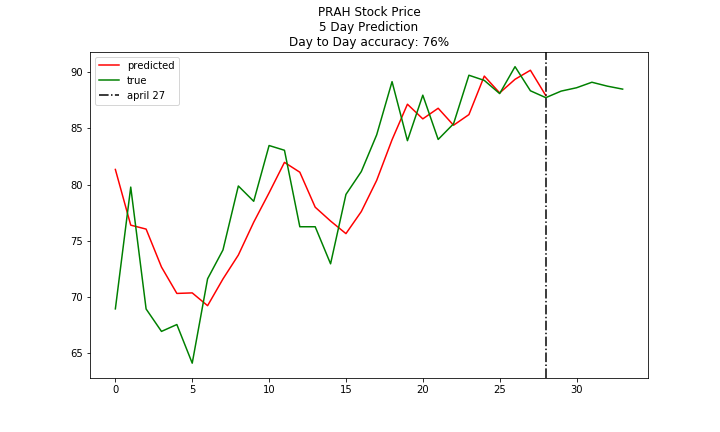 PRAH Stock Price
5 Day Prediction
Day to Day accuracy: 76%
predicted
true
april 27
90
85
80
75
70
65
0 5 10 15 20 25 30